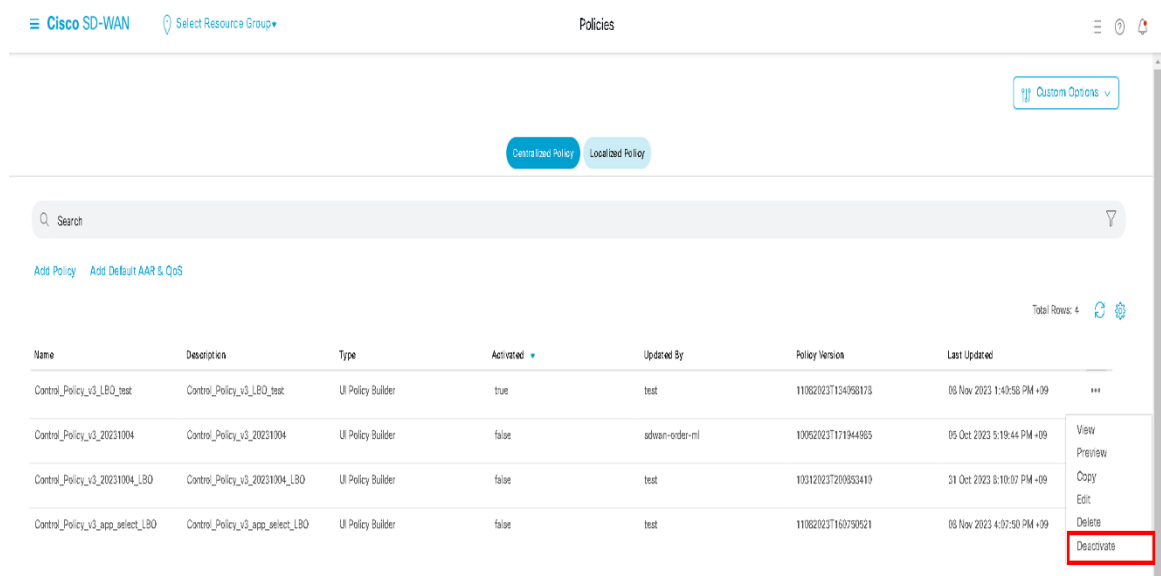 Cisco SD-WAN Select Resource Group▾ Policies
Custom Options
Centralized Policy Localized Policy
Search
Add Policy Add Default AAR & QoS
Total Rows: 4
Name Description Type Activated Updated By Policy Version Last Updated
Control_Policy_v3_LBO_test Control_Policy_v3_LBO_test UI Policy Builder true test 11082023T134058178 08 Nov 2023 1:40:58 PM +09
Control_Policy_v3_20231004 Control_Policy_v3_20231004 UI Policy Builder false sdwan-order-ml 10052023T171944985 05 Oct 2023 5:19:44 PM +09
Control_Policy_v3_20231004_LBO Control_Policy_v3_20231004_LBO UI Policy Builder false test 31 Oct 2023 8:10:07 PM +09
Control_Policy_v3_app_select_LBO Control_Policy_v3_app_select_LBO UI Policy Builder false test 08 Nov 2023 4:07:50 PM +09
View
Preview
Copy
Edit
Delete
Deactivate